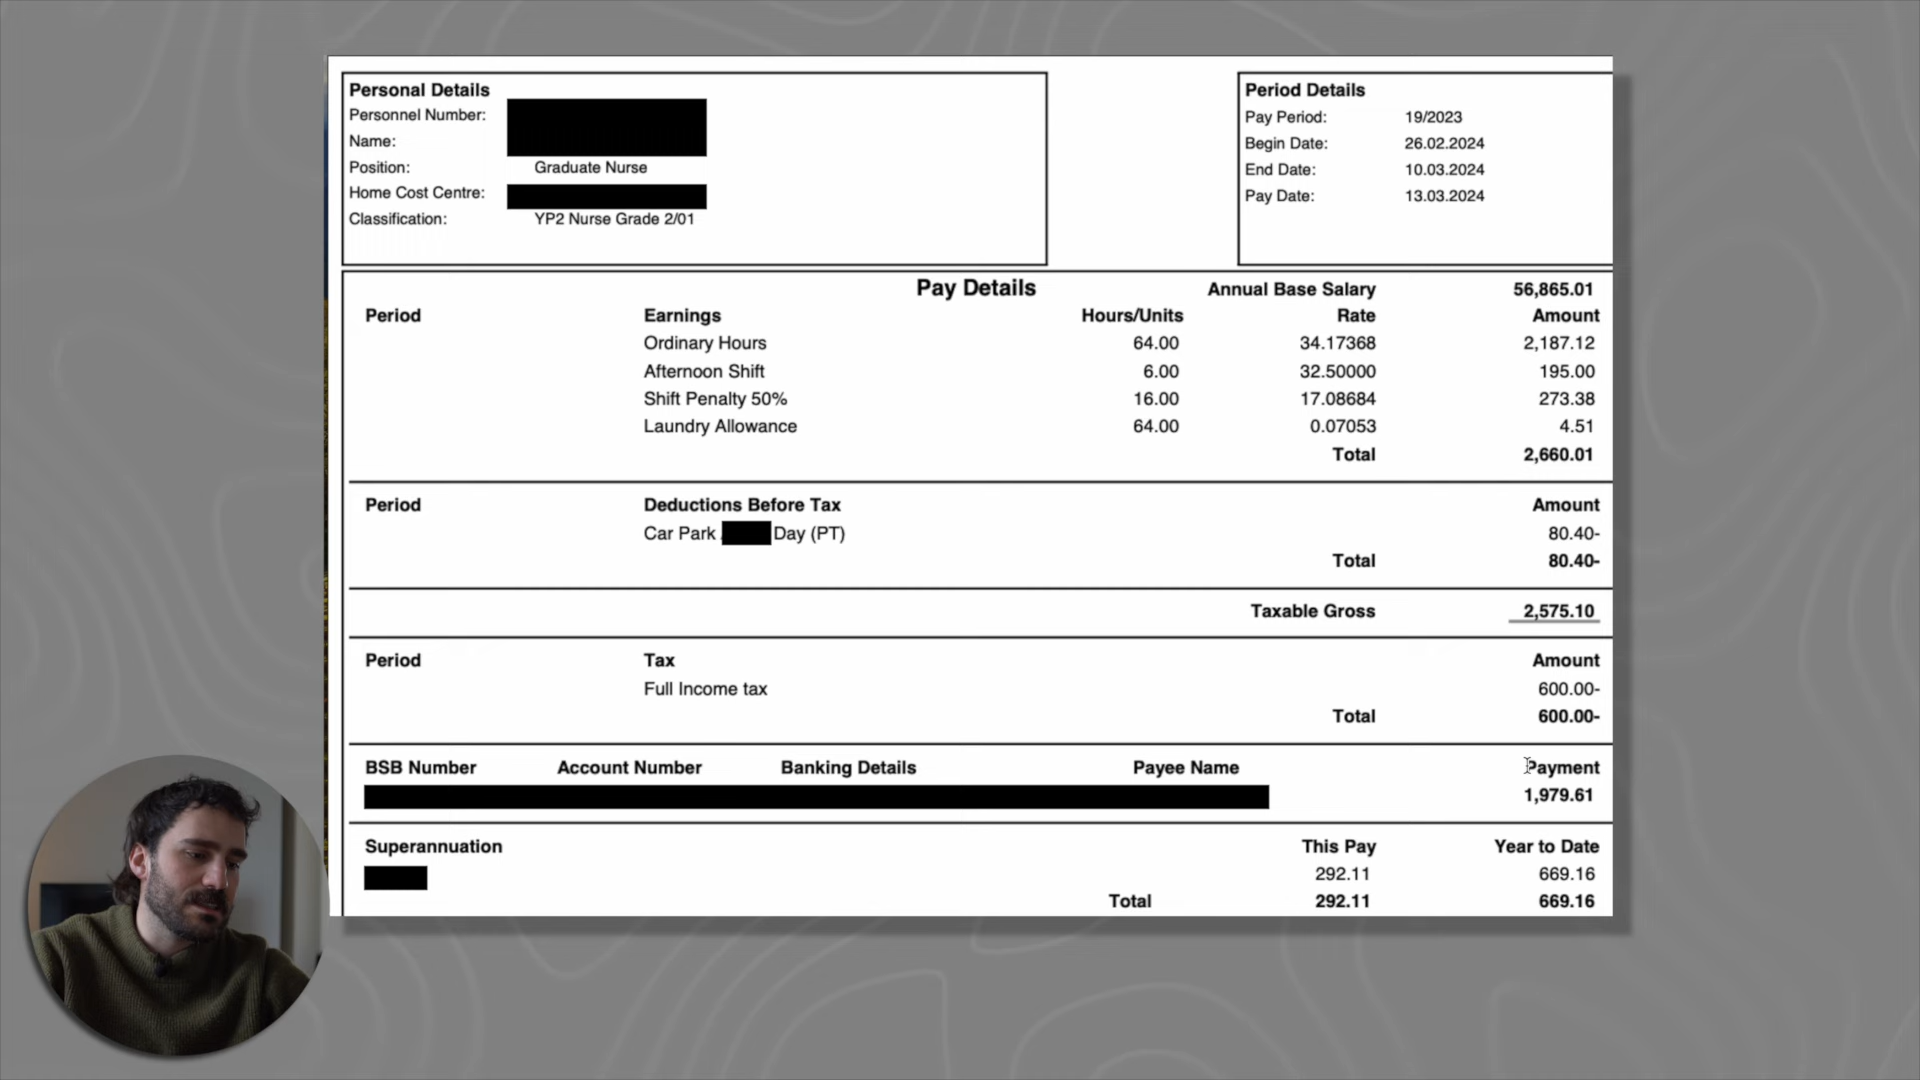 Personal Details
Personnel Number:
Name:
Position: Graduate Nurse
Home Cost Centre:
Classification: YP2 Nurse Grade 2/01
Period Details
Pay Period: 19/2023
Begin Date: 26.02.2024
End Date: 10.03.2024
Pay Date: 13.03.2024
Pay Details Annual Base Salary 56,865.01
Period Earnings Hours/Units Rate Amount
Ordinary Hours 64.00 34.17368 2,187.12
Afternoon Shift 6.00 32.50000 195.00
Shift Penalty 50% 16.00 17.08684 273.38
Laundry Allowance 64.00 0.07053 4.51
Total 2,660.01
Period Deductions Before Tax Amount
Car Park Day (PT) 80.40-
Total 80.40-
Taxable Gross 2,575.10
Period Tax Amount
Full Income tax 600.00-
Total 600.00-
BSB Number Account Number Banking Details Payee Name Payment
1,979.61
Superannuation This Pay Year to Date
292.11 669.16
Total 292.11 669.16